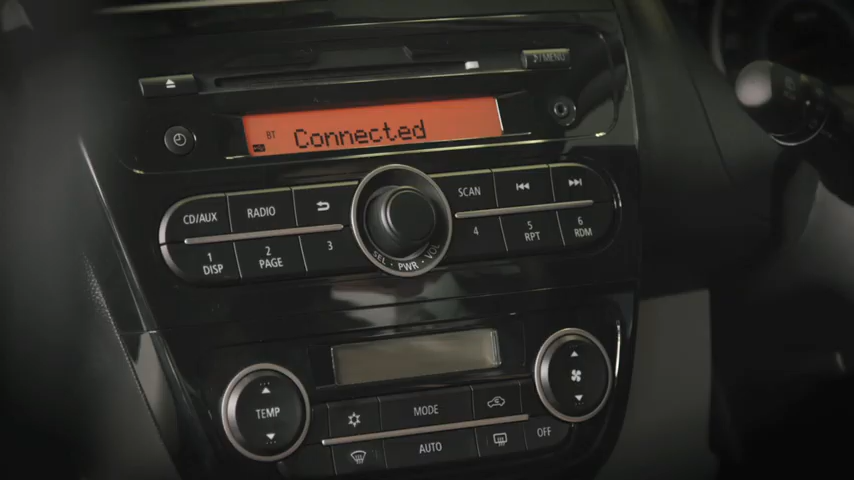 ♪/MENU
BT Connected
CD/AUX RADIO SCAN
1 DISP
2 PAGE
3
4
5 RPT
6 RDM
SEL • PWR • VOL
TEMP MODE
AUTO OFF